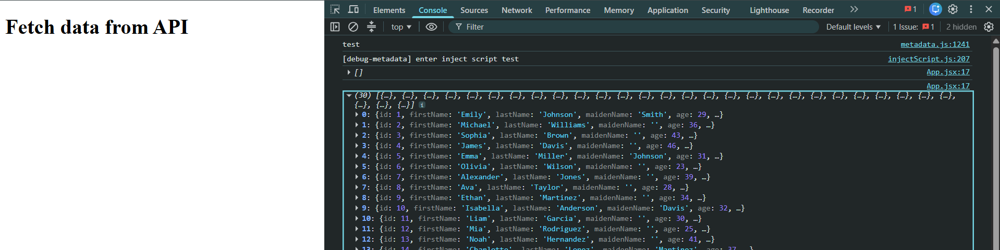 Fetch data from API
Elements Console Sources Network Performance Memory Application Security Lighthouse Recorder 1
top Filter Default levels 1 Issue: 1 2 hidden
test metadata.js:1241
[debug-metadata] enter inject script test injectScript.js:207
[] App.jsx:17
App.jsx:17
(30) [{…}, {…}, {…}, {…}, {…}, {…}, {…}, {…}, {…}, {…}, {…}, {…}, {…}, {…}, {…}, {…}, {…}, {…}, {…}, {…}, {…}, {…}, {…}, {…}, {…}, {…}, {…},
{…}, {…}, {…}] i
0: {id: 1, firstName: 'Emily', lastName: 'Johnson', maidenName: 'Smith', age: 29, …}
1: {id: 2, firstName: 'Michael', lastName: 'Williams', maidenName: '', age: 36, …}
2: {id: 3, firstName: 'Sophia', lastName: 'Brown', maidenName: '', age: 43, …}
3: {id: 4, firstName: 'James', lastName: 'Davis', maidenName: '', age: 46, …}
4: {id: 5, firstName: 'Emma', lastName: 'Miller', maidenName: 'Johnson', age: 31, …}
5: {id: 6, firstName: 'Olivia', lastName: 'Wilson', maidenName: '', age: 23, …}
6: {id: 7, firstName: 'Alexander', lastName: 'Jones', maidenName: '', age: 39, …}
7: {id: 8, firstName: 'Ava', lastName: 'Taylor', maidenName: '', age: 28, …}
8: {id: 9, firstName: 'Ethan', lastName: 'Martinez', maidenName: '', age: 34, …}
9: {id: 10, firstName: 'Isabella', lastName: 'Anderson', maidenName: 'Davis', age: 32, …}
10: {id: 11, firstName: 'Liam', lastName: 'Garcia', maidenName: '', age: 30, …}
11: {id: 12, firstName: 'Mia', lastName: 'Rodriguez', maidenName: '', age: 25, …}
12: {id: 13, firstName: 'Noah', lastName: 'Hernandez', maidenName: '', age: 41, …}
13: {id: 14, firstName: 'Charlotte', lastName: 'Lopez', maidenName: 'Martinez', age: 37, …}